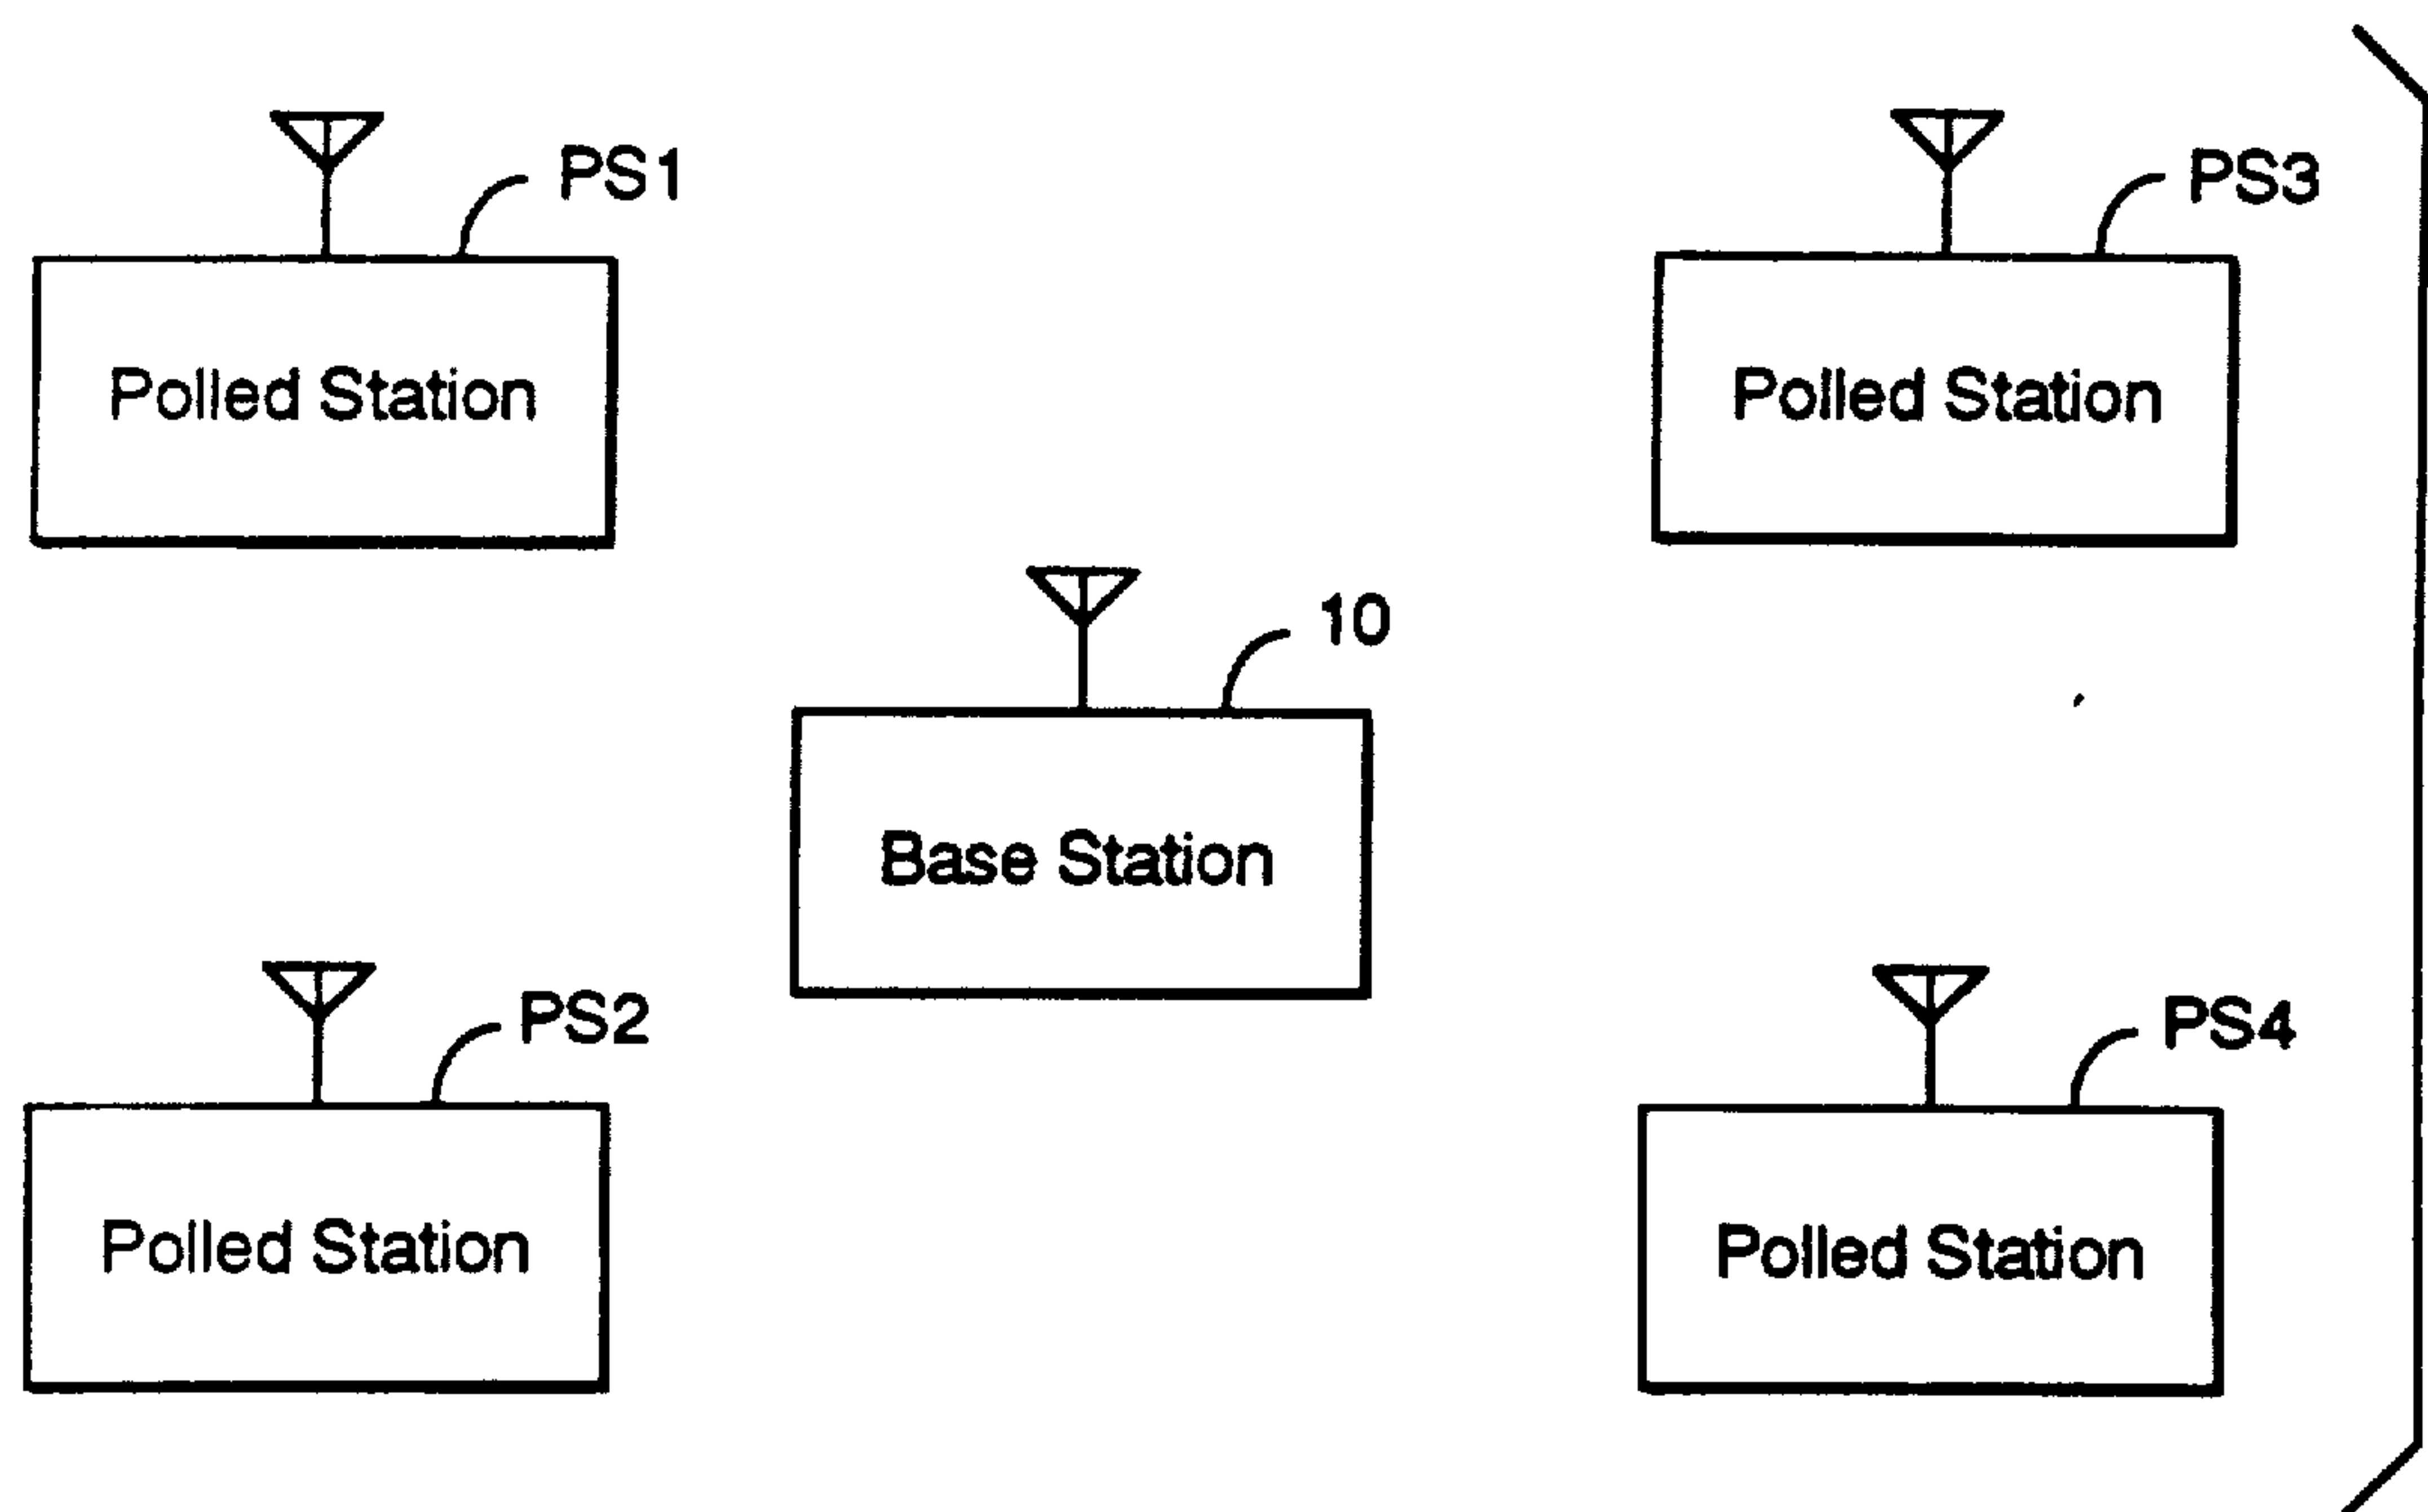 PS1
Polled Station
PS3
Polled Station
10
Base Station
PS2
Polled Station
PS4
Polled Station